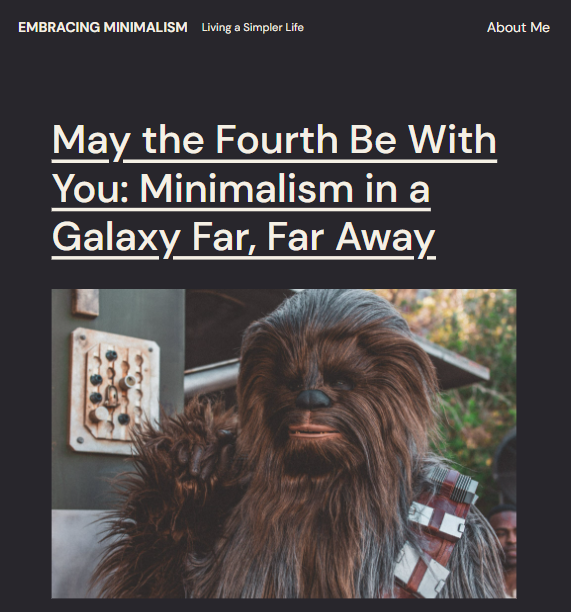 EMBRACING MINIMALISM Living a Simpler Life About Me
May the Fourth Be With
You: Minimalism in a
Galaxy Far, Far Away